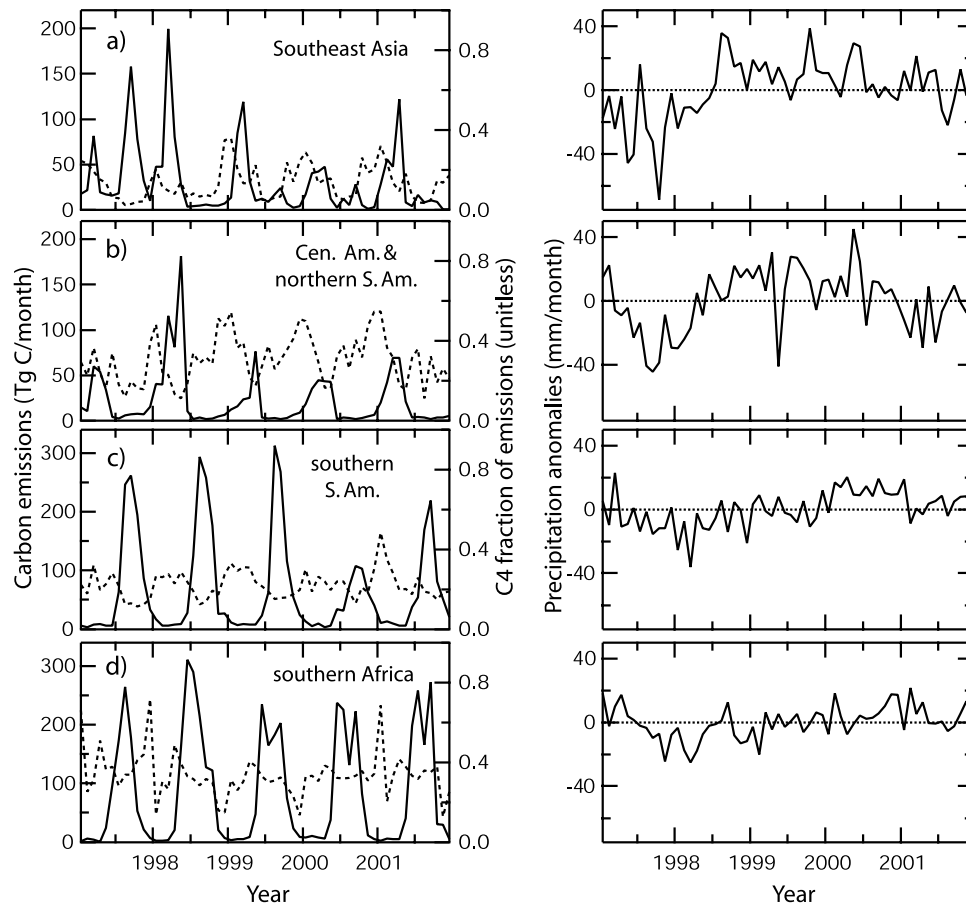 a)
Southeast Asia
200
150
100
50
0
0.8
0.4
0.0
40
0
-40
b)
Cen. Am. &
northern S. Am.
200
150
100
50
0
0.8
0.4
0.0
40
0
-40
c)
southern
S. Am.
300
200
100
0
0.8
0.4
0.0
40
0
-40
d)
southern Africa
300
200
100
0
0.8
0.4
0.0
40
0
-40
Carbon emissions (Tg C/month)
C4 fraction of emissions (unitless)
Precipitation anomalies (mm/month)
1998 1999 2000 2001
Year
1998 1999 2000 2001
Year